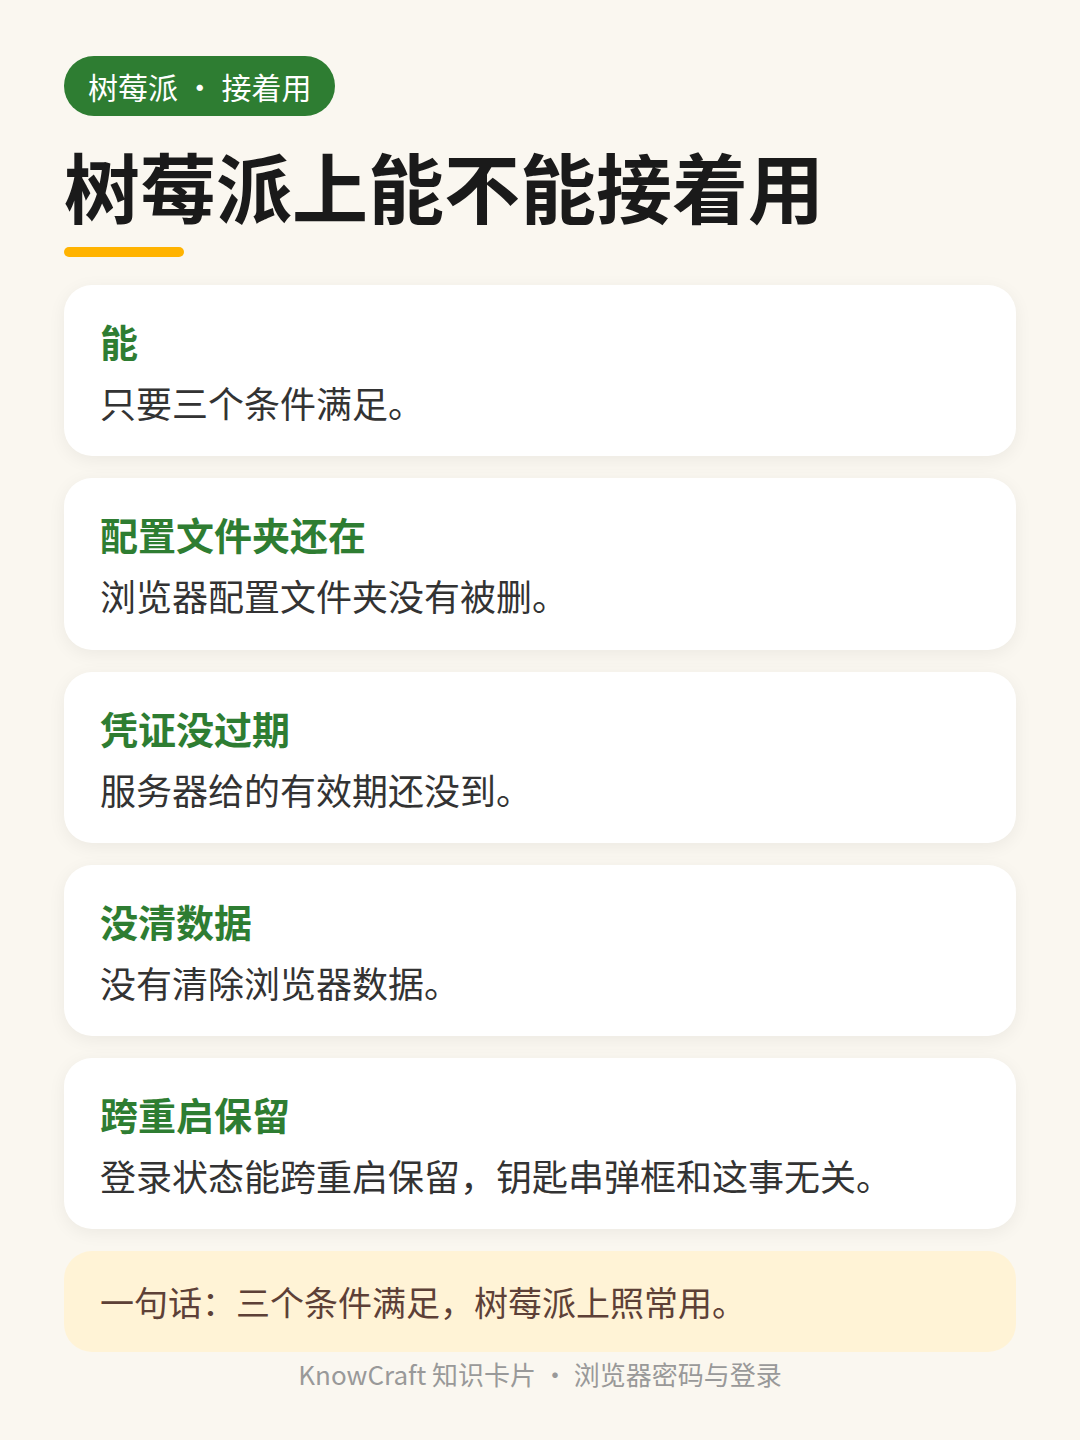 树莓派 · 接着用
树莓派上能不能接着用
能
只要三个条件满足。
配置文件夹还在
浏览器配置文件夹没有被删。
凭证没过期
服务器给的有效期还没到。
没清数据
没有清除浏览器数据。
跨重启保留
登录状态能跨重启保留，钥匙串弹框和这事无关。
一句话：三个条件满足，树莓派上照常用。
KnowCraft 知识卡片 · 浏览器密码与登录